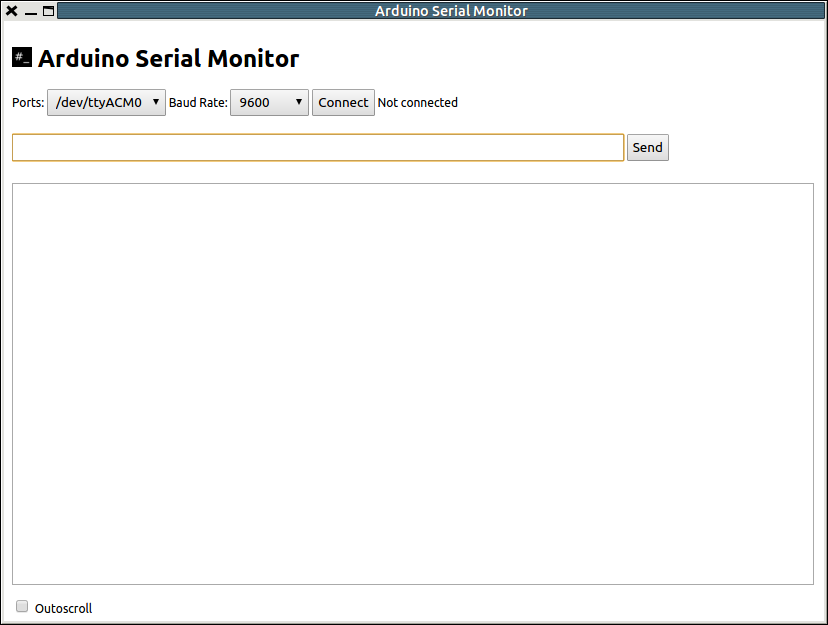 Arduino Serial Monitor
#_ Arduino Serial Monitor
Ports: /dev/ttyACM0 Baud Rate: 9600 Connect Not connected
Send
Outoscroll